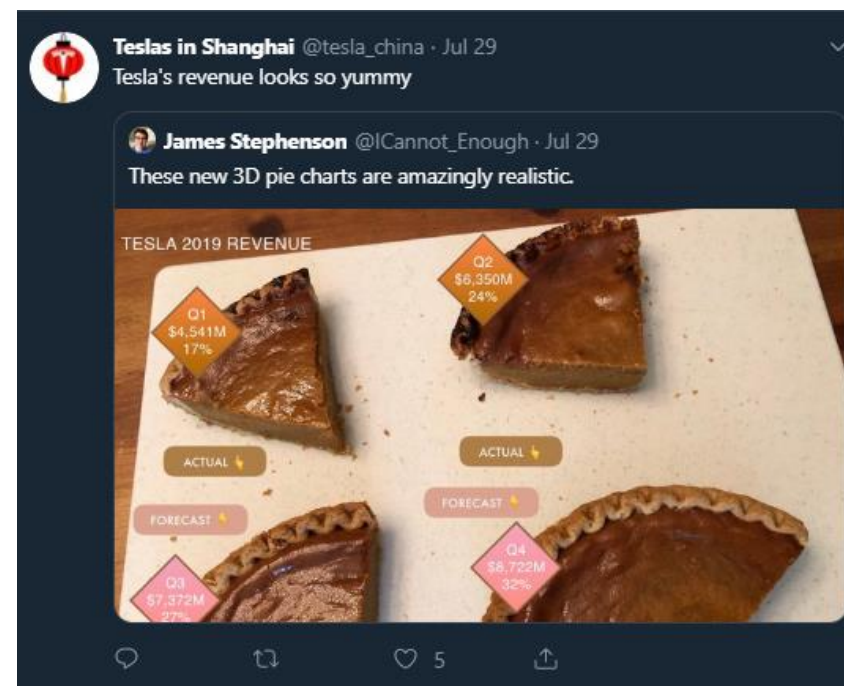 Teslas in Shanghai @tesla_china · Jul 29
Tesla's revenue looks so yummy
James Stephenson @ICannot_Enough · Jul 29
These new 3D pie charts are amazingly realistic.
TESLA 2019 REVENUE
Q1
$4,541M
17%
Q2
$6,350M
24%
ACTUAL 👇
ACTUAL 👇
FORECAST 👇
FORECAST 👇
Q3
$7,372M
27%
Q4
$8,722M
32%
5